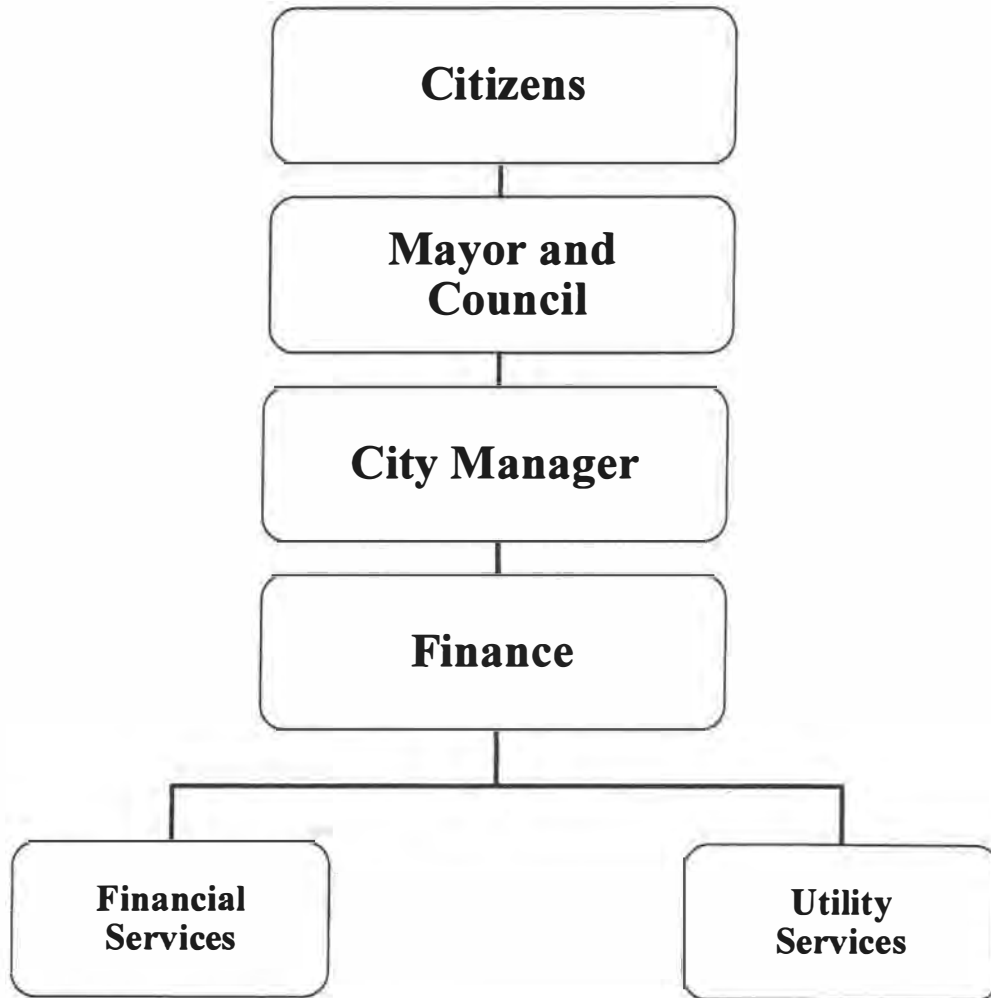 Citizens
Mayor and
Council
City Manager
Finance
Financial
Services
Utility
Services